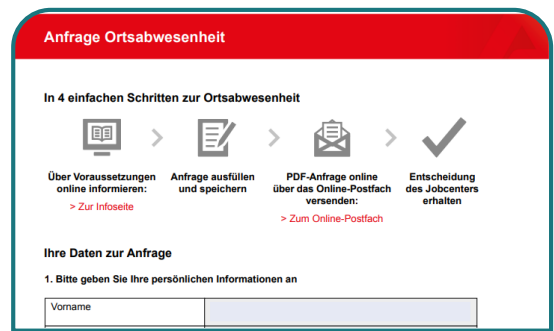 Anfrage Ortsabwesenheit
In 4 einfachen Schritten zur Ortsabwesenheit
Über Voraussetzungen
online informieren:
> Zur Infoseite
Anfrage ausfüllen
und speichern
PDF-Anfrage online
über das Online-Postfach
versenden:
> Zum Online-Postfach
Entscheidung
des Jobcenters
erhalten
Ihre Daten zur Anfrage
1. Bitte geben Sie Ihre persönlichen Informationen an
Vorname